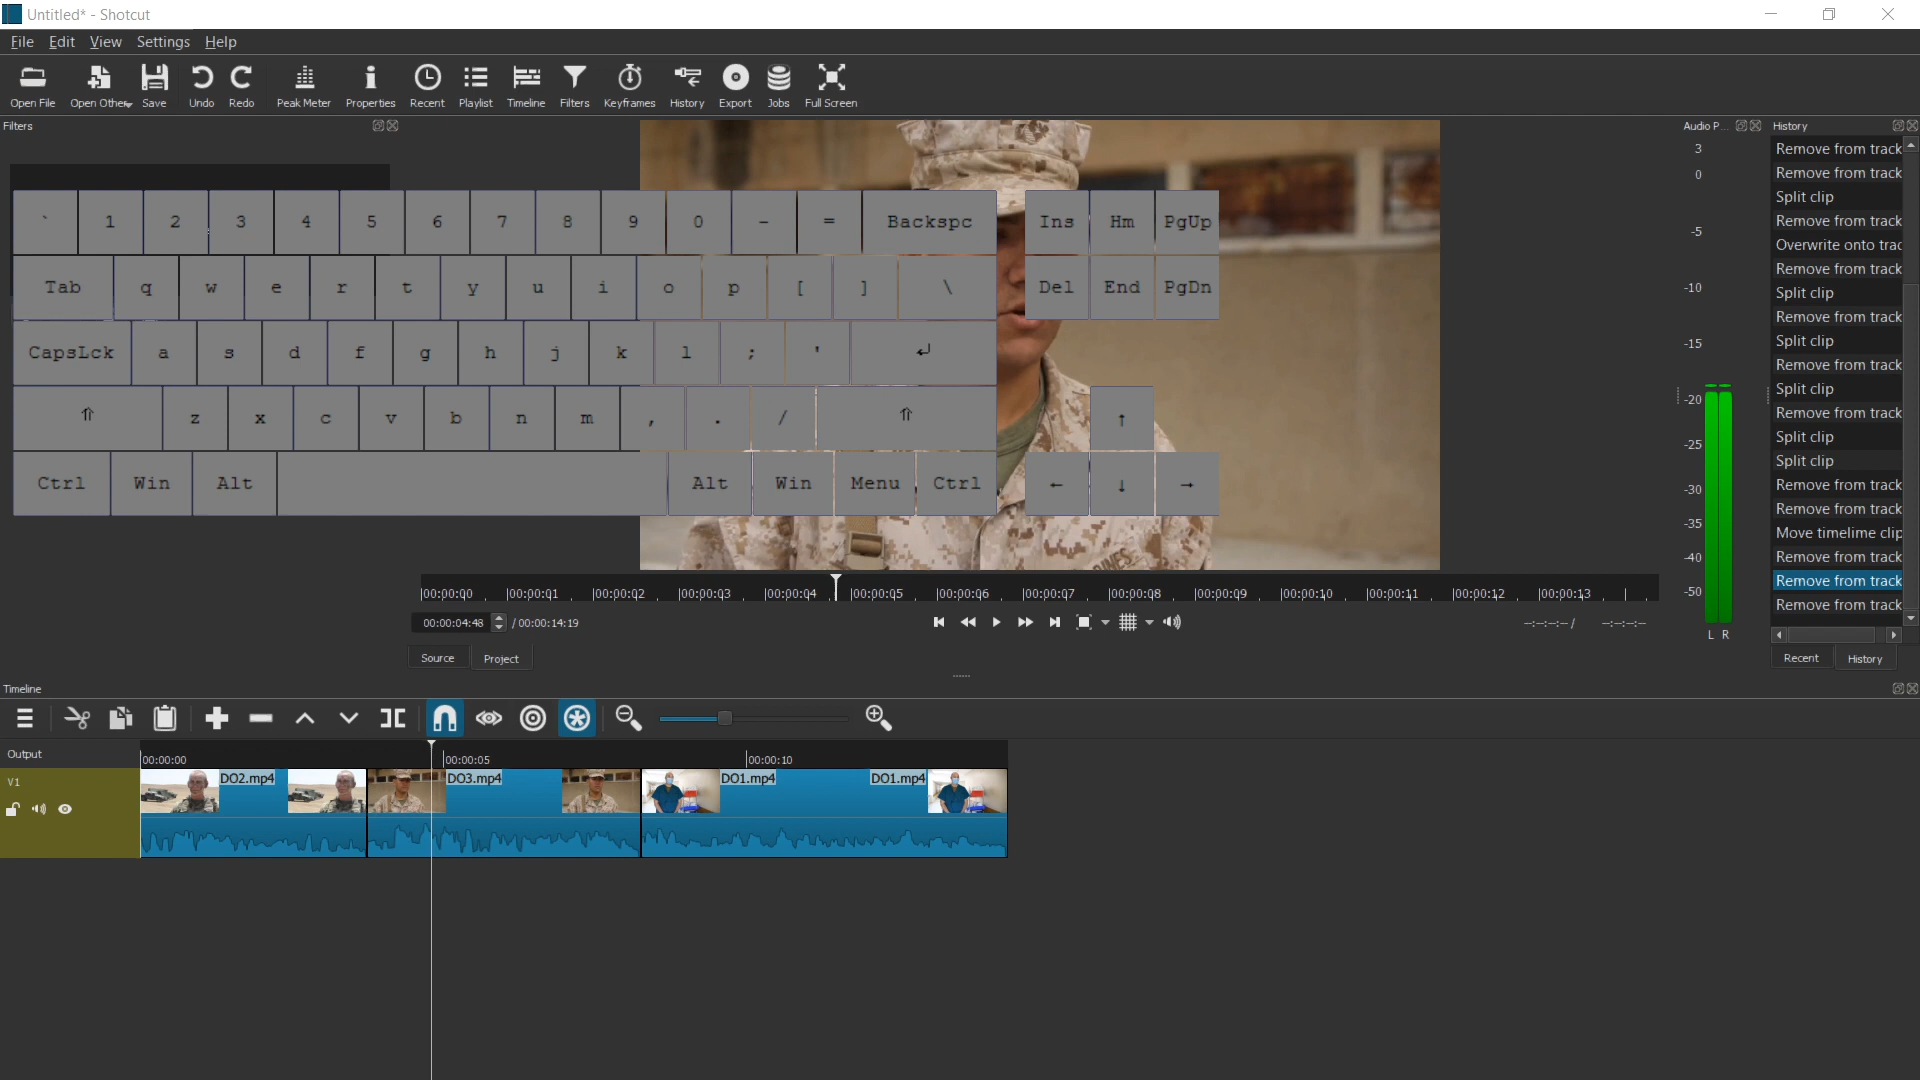 Untitled* - Shotcut
File Edit View Settings Help
Open File Open Other Save Undo Redo Peak Meter Properties Recent Playlist Timeline Filters Keyframes History Export Jobs Full Screen
Filters
Audio P...
History
` 1 2 3 4 5 6 7 8 9 0 - = Backspc Ins Hm PgUp
Tab q w e r t y u i o p [ ] \ Del End PgDn
CapsLck a s d f g h j k l ; ' ↵
⇧ z x c v b n m , . / ⇧ ↑
Ctrl Win Alt Alt Win Menu Ctrl ← ↓ →
3
0
-5
-10
-15
-20
-25
-30
-35
-40
-50
L R
Remove from track
Remove from track
Split clip
Remove from track
Overwrite onto trac
Remove from track
Split clip
Remove from track
Split clip
Remove from track
Split clip
Remove from track
Split clip
Split clip
Remove from track
Remove from track
Move timelime clip
Remove from track
Remove from track
Remove from track
Recent History
00:00:00 00:00:01 00:00:02 00:00:03 00:00:04 00:00:05 00:00:06 00:00:07 00:00:08 00:00:09 00:00:10 00:00:11 00:00:12 00:00:13
00:00:04:48 / 00:00:14:19 --:--:--:-- / --:--:--:--
Source Project
Timeline
Output
00:00:00 00:00:05 00:00:10
V1
DO2.mp4 DO3.mp4 DO1.mp4 DO1.mp4